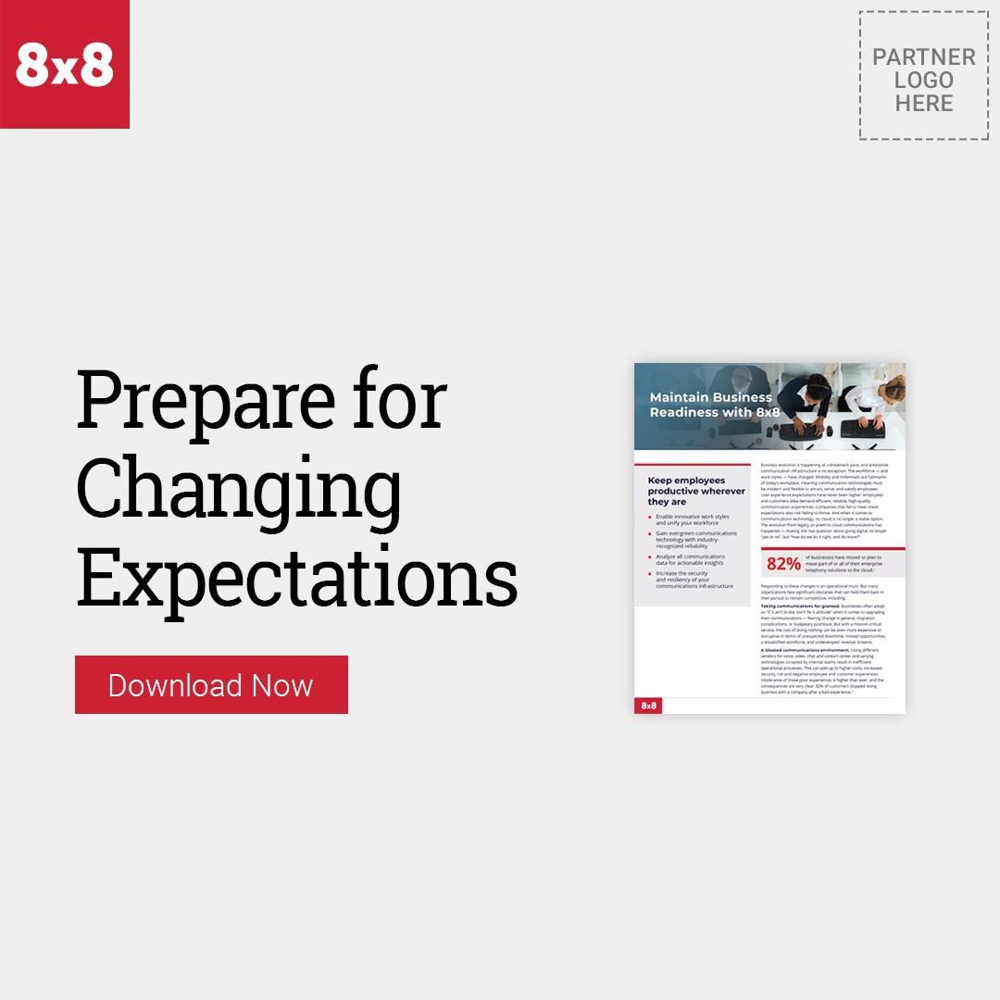 8x8
PARTNER
LOGO
HERE
Prepare for
Changing
Expectations
Download Now
Maintain Business
Readiness with 8x8
Keep employees
productive wherever
they are
Enable innovative work styles
and unify your workforce
Gain evergreen communications
technology with industry-
recognized reliability
Analyze all communications
data for actionable insights
Increase the security
and resiliency of your
communications infrastructure
Business evolution is happening at a breakneck pace, and enterprise
communication infrastructure is no exception. The workforce — and
work styles — have changed. Mobility and millennials are hallmarks
of today's workplace, meaning communication technologies must
be modern and flexible to attract, serve, and satisfy employees.
User experience expectations have never been higher: employees
and customers alike demand efficient, reliable, high-quality
communication experiences. Companies that fail to meet these
expectations also risk failing to thrive. And when it comes to
communications technology, no cloud is no longer a viable option.
The evolution from legacy on prem to cloud communications has
happened — making the real question about going digital no longer
"yes or no", but "how do we do it right, and do more?"
82%
of businesses have moved or plan to
move part of or all of their enterprise
telephony solutions to the cloud.¹
Responding to these changes is an operational must. But many
organizations face significant obstacles that can hold them back in
their pursuit to remain competitive, including:
Taking communications for granted. Businesses often adopt
an "if it ain't broke, don't fix it attitude" when it comes to upgrading
their communications — fearing change in general, migration
complications, or budgetary pushback. But with a mission-critical
service, the cost of doing nothing can be even more expensive or
disruptive in terms of unexpected downtime, missed opportunities,
a dissatisfied workforce, and undeveloped revenue streams.
A bloated communications environment. Using different
vendors for voice, video, chat and contact center and varying
technologies co-opted by internal teams result in inefficient
operational processes. This can add up to higher costs, increased
security risk and negative employee and customer experiences.
Intolerance of those poor experiences is higher than ever, and the
consequences are very clear: 82% of customers stopped doing
business with a company after a bad experience.²
8x8